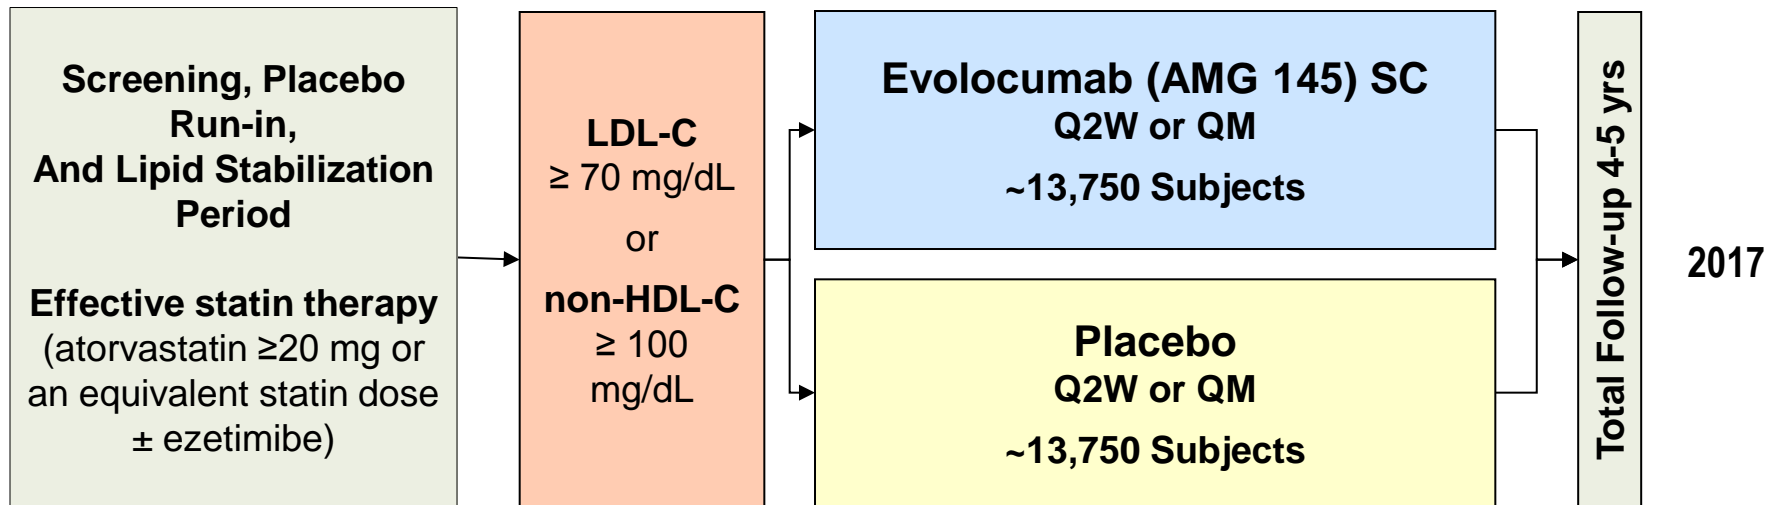 Screening, Placebo
Run-in,
And Lipid Stabilization
Period
Effective statin therapy
(atorvastatin ≥20 mg or
an equivalent statin dose
± ezetimibe)
LDL-C
≥ 70 mg/dL
or
non-HDL-C
≥ 100
mg/dL
Evolocumab (AMG 145) SC
Q2W or QM
~13,750 Subjects
Placebo
Q2W or QM
~13,750 Subjects
Total Follow-up 4-5 yrs
2017